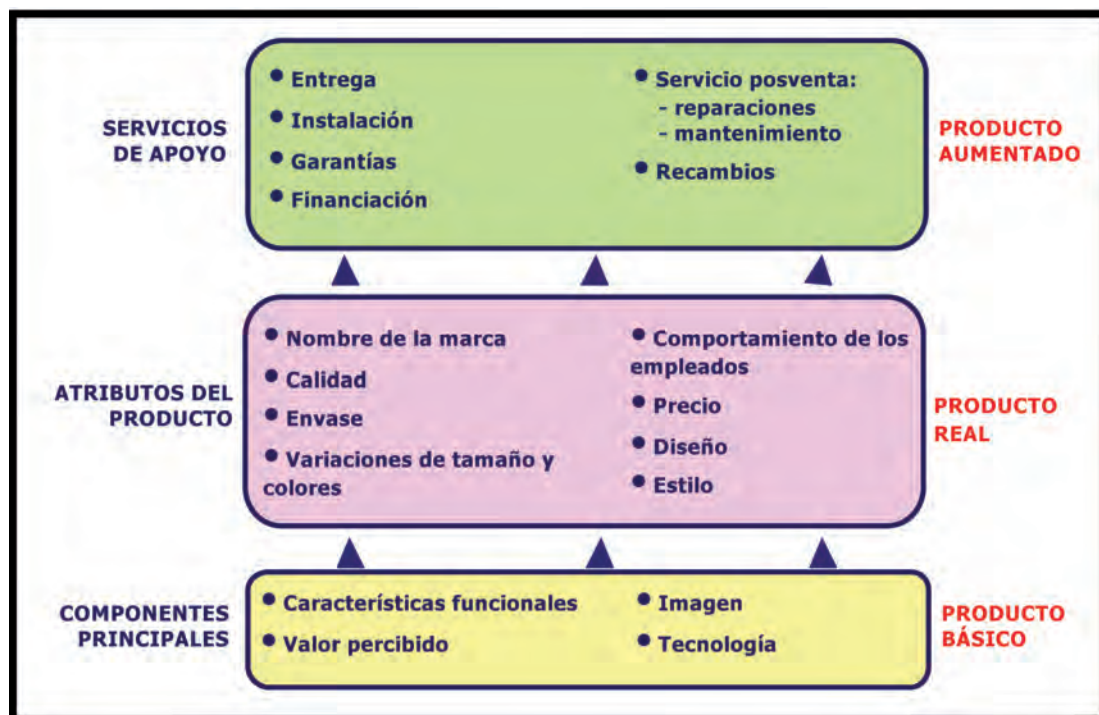 SERVICIOS
DE APOYO
• Entrega
• Instalación
• Garantías
• Financiación
• Servicio posventa:
- reparaciones
- mantenimiento
• Recambios
PRODUCTO
AUMENTADO
ATRIBUTOS DEL
PRODUCTO
• Nombre de la marca
• Calidad
• Envase
• Variaciones de tamaño y
colores
• Comportamiento de los
empleados
• Precio
• Diseño
• Estilo
PRODUCTO
REAL
COMPONENTES
PRINCIPALES
• Características funcionales
• Valor percibido
• Imagen
• Tecnología
PRODUCTO
BÁSICO